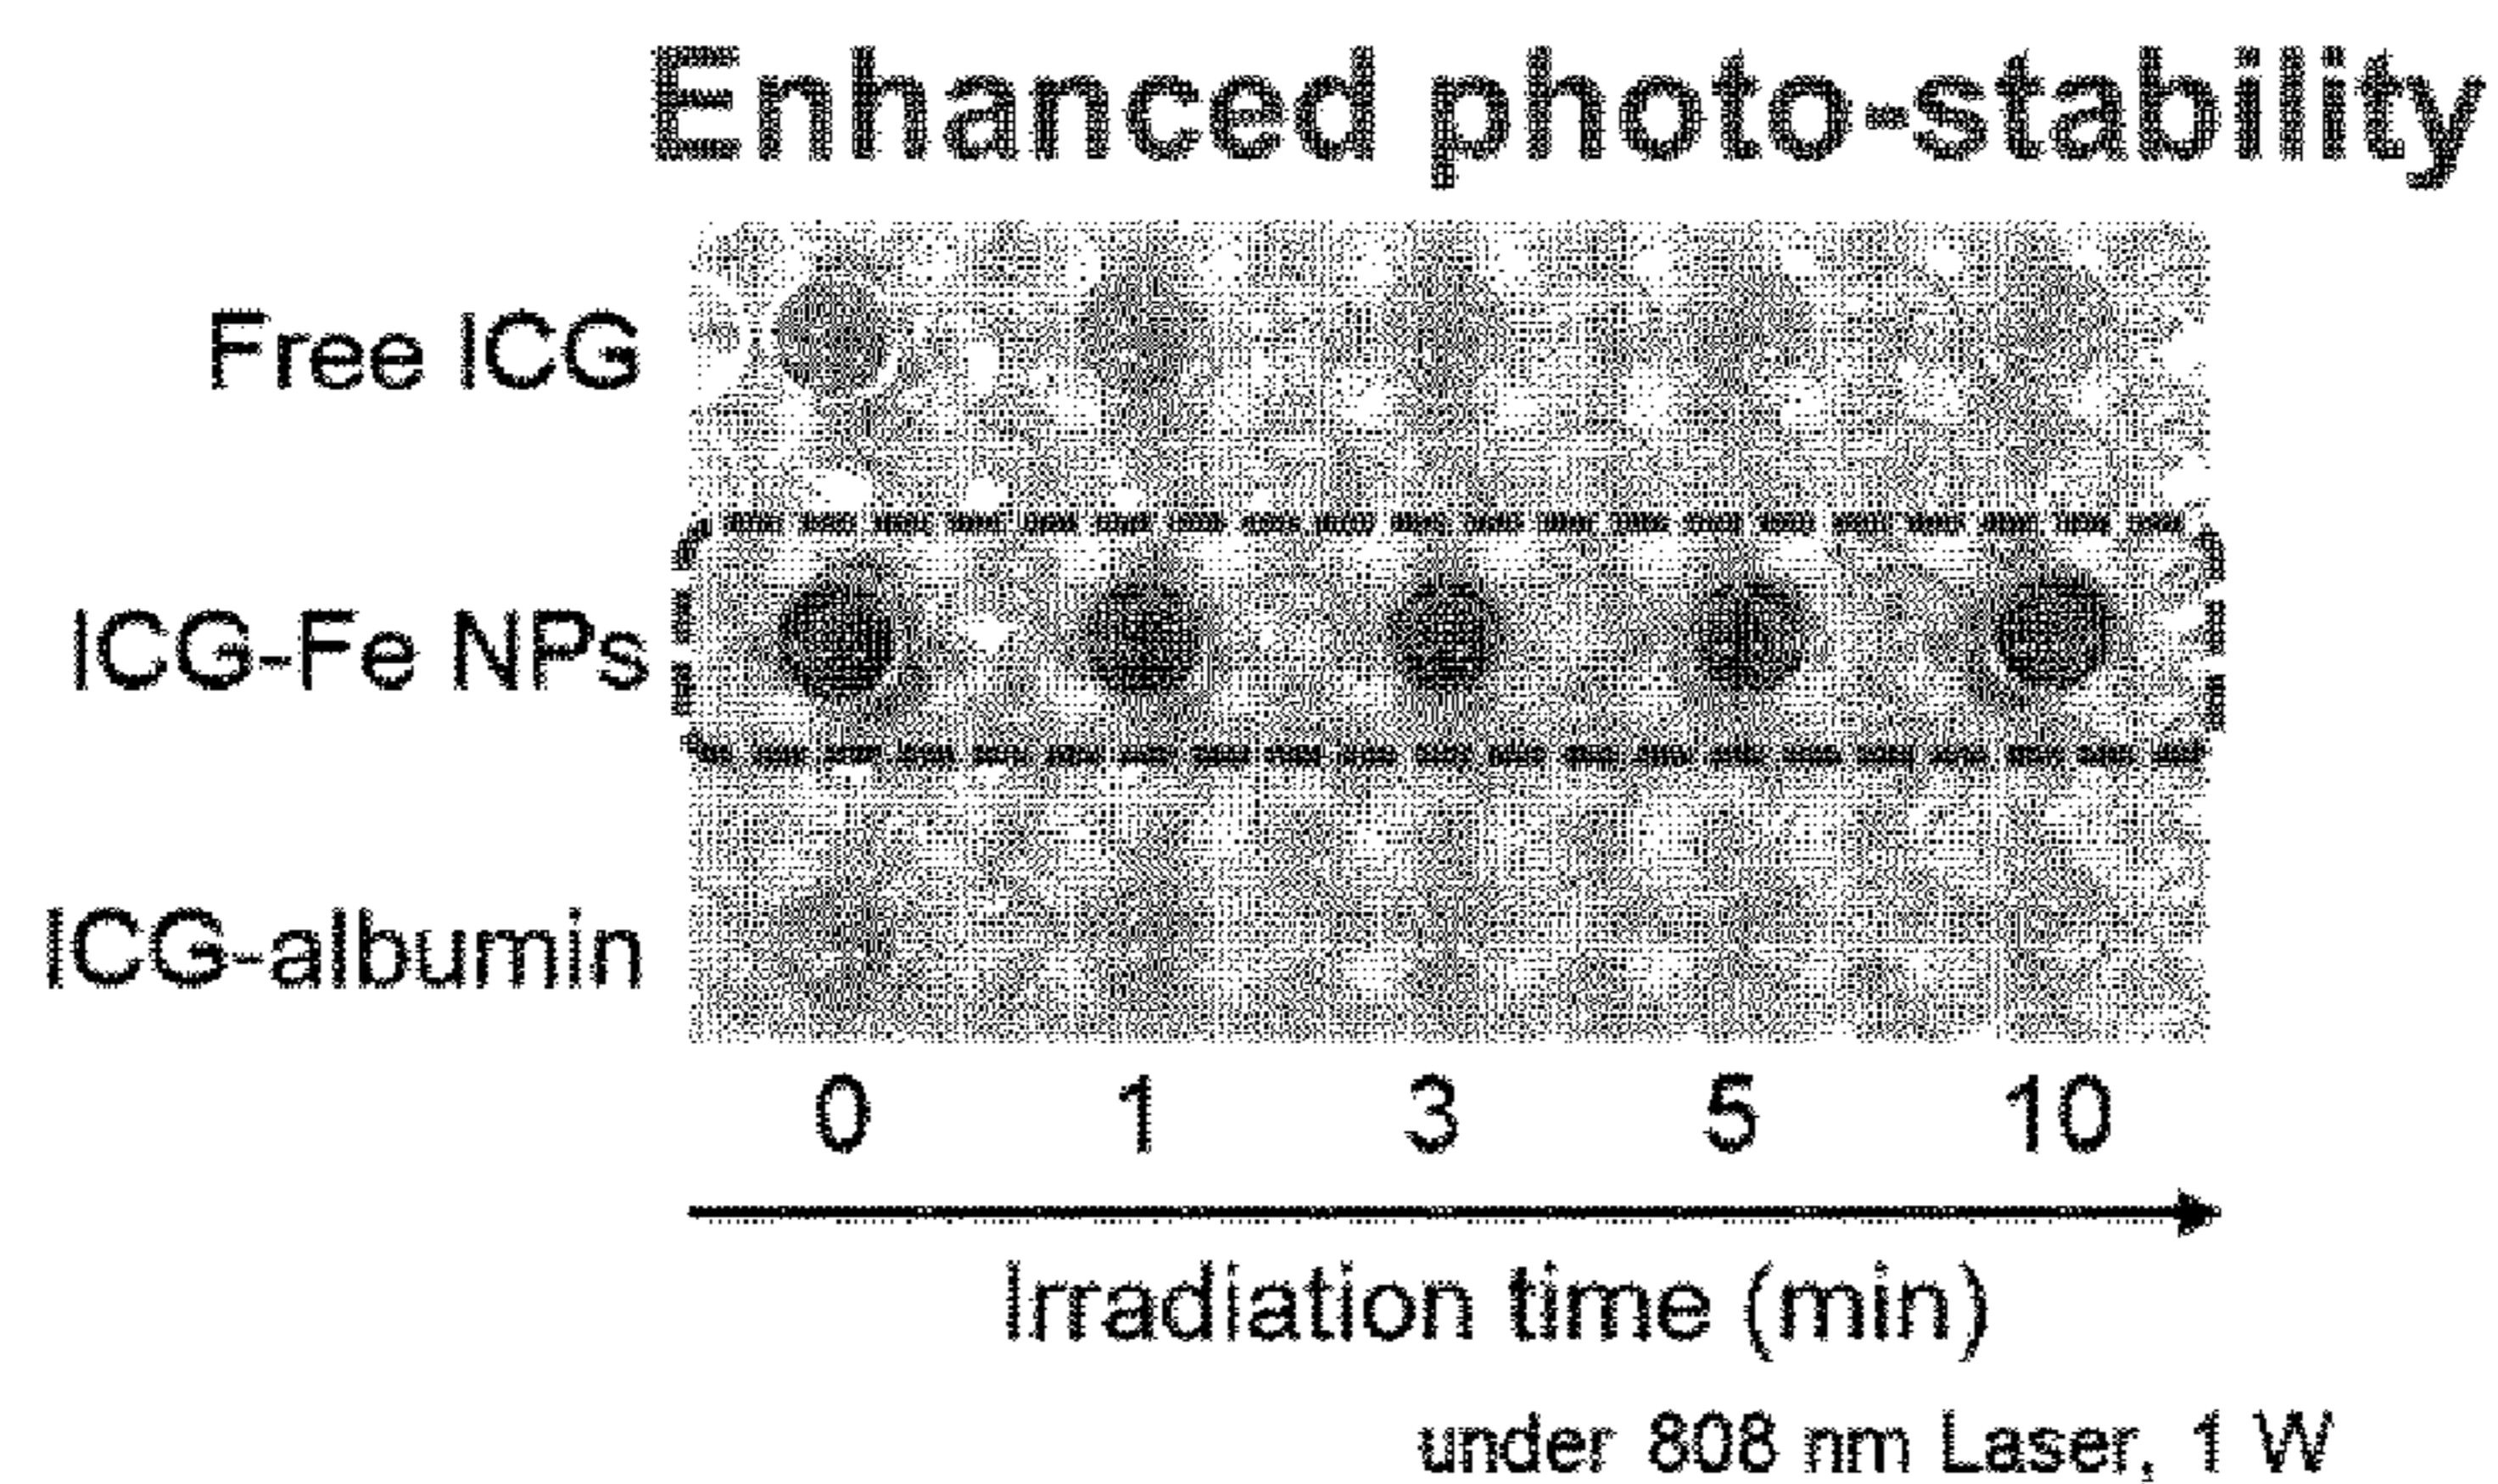 Enhanced photo-stability
Free ICG
ICG-Fe NPs
ICG-albumin
0 1 3 5 10
Irradiation time (min)
under 808 nm Laser, 1 W